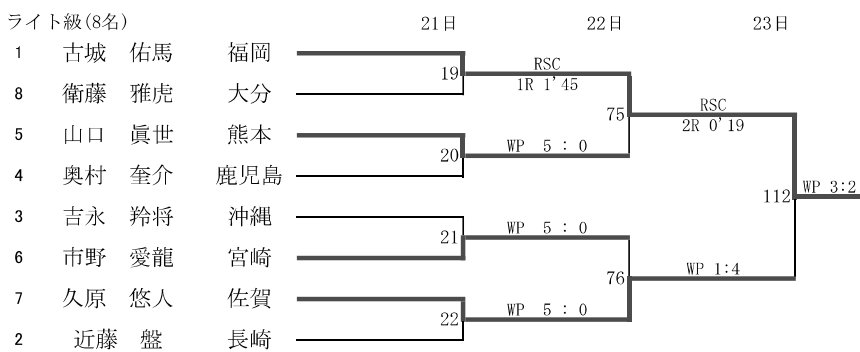 ライト級(8名) 21日 22日 23日
1 古城 佑馬 福岡
19 RSC
1R 1'45
8 衛藤 雅虎 大分
75 RSC
2R 0'19
5 山口 眞世 熊本
20 WP 5 : 0
4 奥村 奎介 鹿児島
112 WP 3:2
3 吉永 羚将 沖縄
21 WP 5 : 0
6 市野 愛龍 宮崎
76 WP 1:4
7 久原 悠人 佐賀
22 WP 5 : 0
2 近藤 盤 長崎